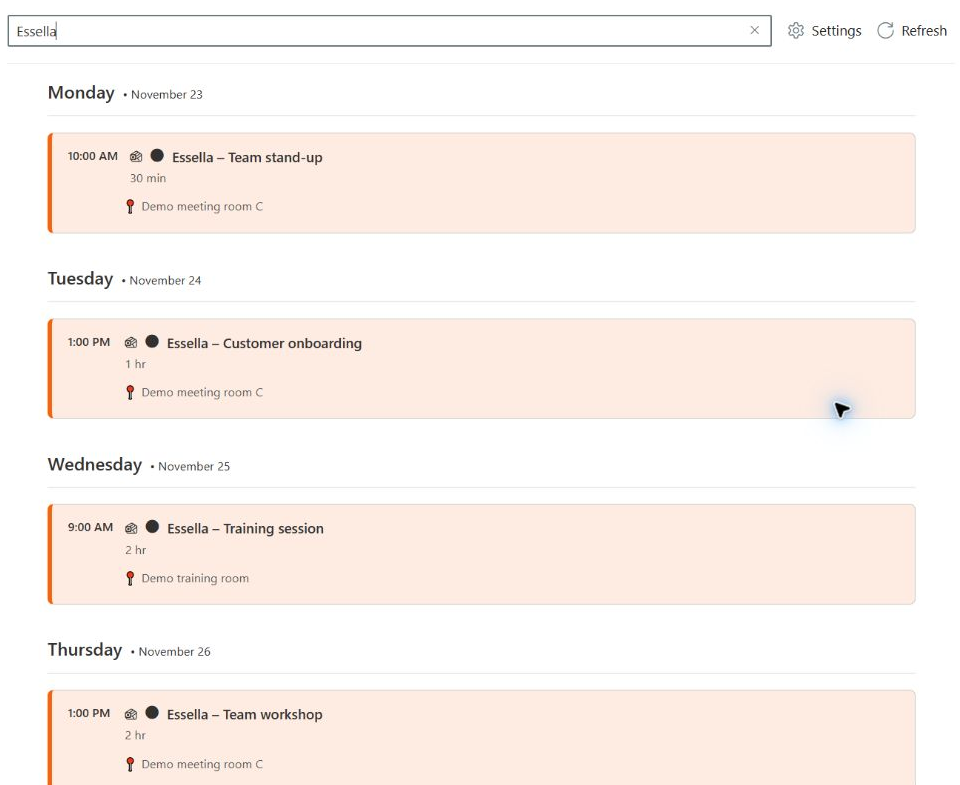 Essella
Settings
Refresh
Monday • November 23
10:00 AM Essella – Team stand-up
30 min
Demo meeting room C
Tuesday • November 24
1:00 PM Essella – Customer onboarding
1 hr
Demo meeting room C
Wednesday • November 25
9:00 AM Essella – Training session
2 hr
Demo training room
Thursday • November 26
1:00 PM Essella – Team workshop
2 hr
Demo meeting room C